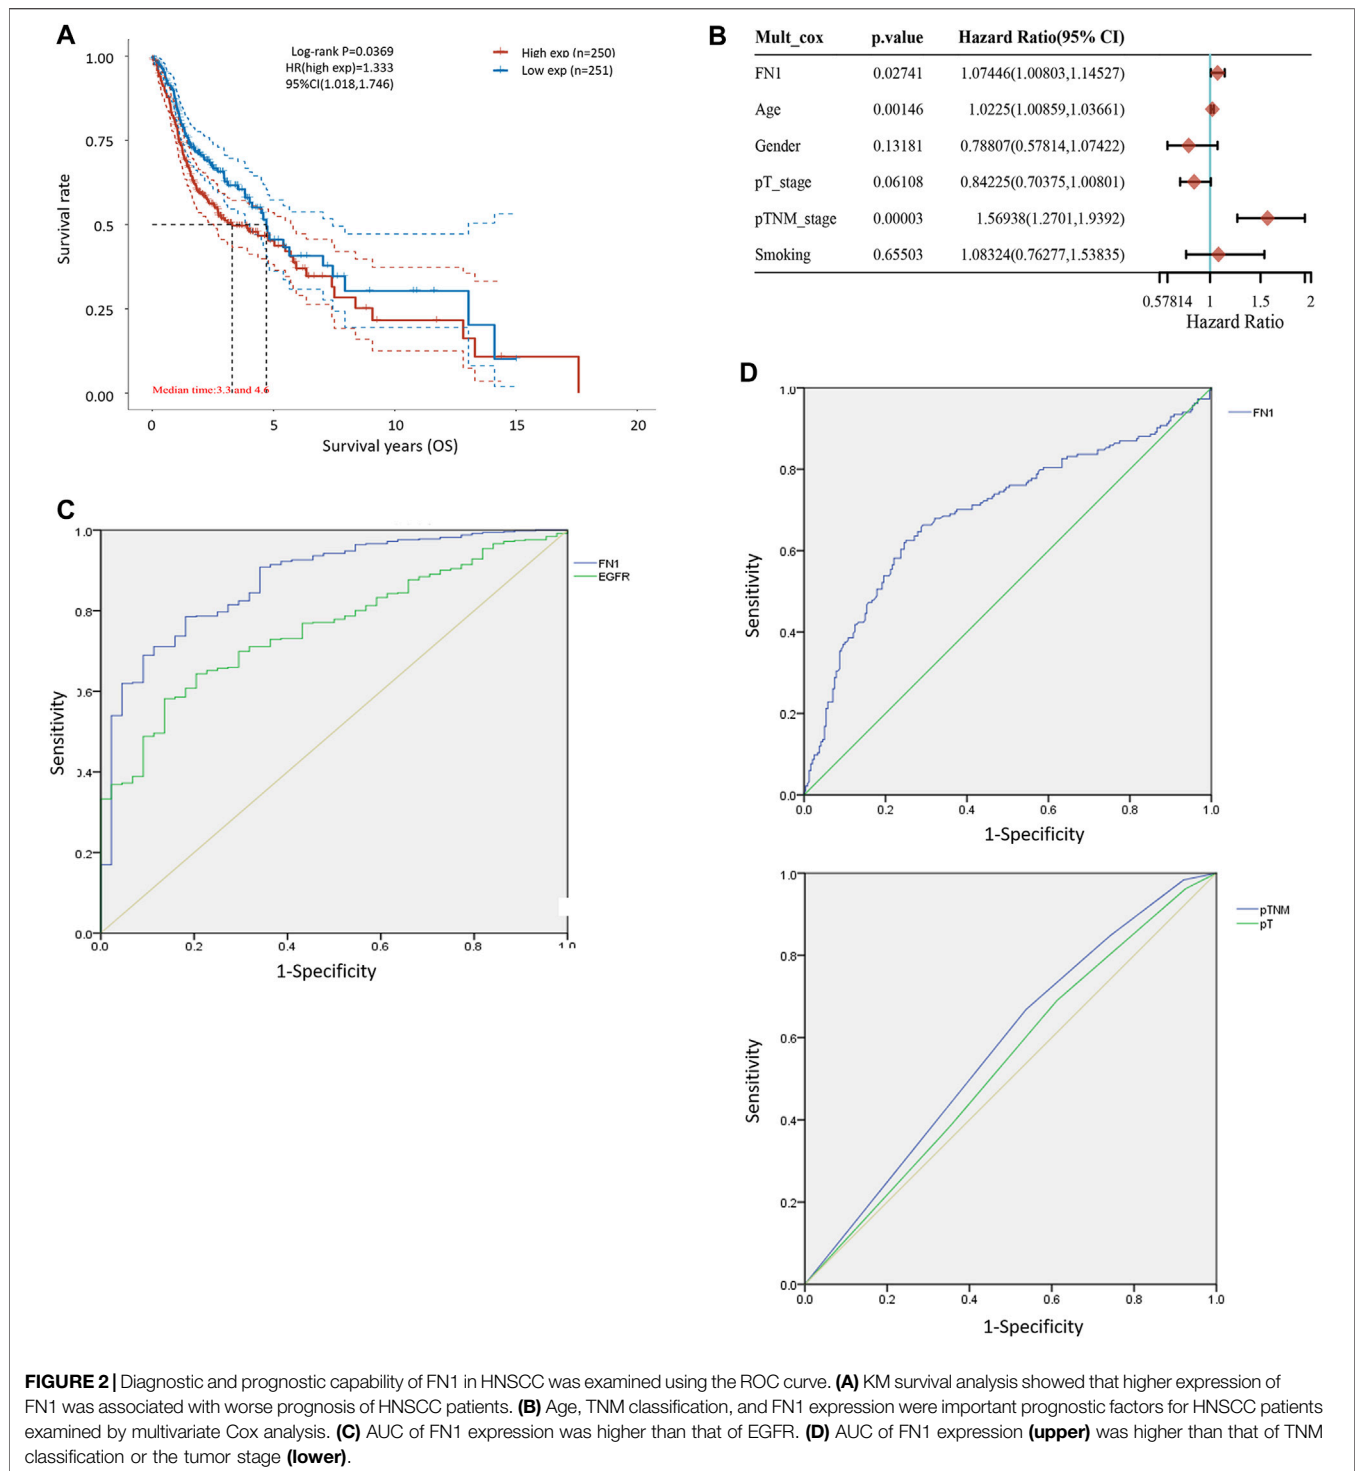 A
Log-rank P=0.0369
HR(high exp)=1.333
95%CI(1.018,1.746)
High exp (n=250)
Low exp (n=251)
Survival rate
1.00
0.75
0.5
0.25
0.00
Median time:3.3 and 4.6
0 5 10 15 20
Survival years (OS)
B
Mult_cox p.value Hazard Ratio(95% CI)
FN1 0.02741 1.07446(1.00803,1.14527)
Age 0.00146 1.0225(1.00859,1.03661)
Gender 0.13181 0.78807(0.57814,1.07422)
pT_stage 0.06108 0.84225(0.70375,1.00801)
pTNM_stage 0.00003 1.56938(1.2701,1.9392)
Smoking 0.65503 1.08324(0.76277,1.53835)
0.57814 1 1.5 2
Hazard Ratio
C
1.0
0.8
0.6
0.4
0.2
0.0
Sensitivity
FN1
EGFR
0.0 0.2 0.4 0.6 0.8 1.0
1-Specificity
D
1.0
0.8
0.6
0.4
0.2
0.0
Sensitivity
FN1
0.0 0.2 0.4 0.6 0.8 1.0
1-Specificity
1.0
0.8
0.6
0.4
0.2
0.0
Sensitivity
pTNM
pT
0.0 0.2 0.4 0.6 0.8 1.0
1-Specificity
FIGURE 2 | Diagnostic and prognostic capability of FN1 in HNSCC was examined using the ROC curve. (A) KM survival analysis showed that higher expression of
FN1 was associated with worse prognosis of HNSCC patients. (B) Age, TNM classification, and FN1 expression were important prognostic factors for HNSCC patients
examined by multivariate Cox analysis. (C) AUC of FN1 expression was higher than that of EGFR. (D) AUC of FN1 expression (upper) was higher than that of TNM
classification or the tumor stage (lower).